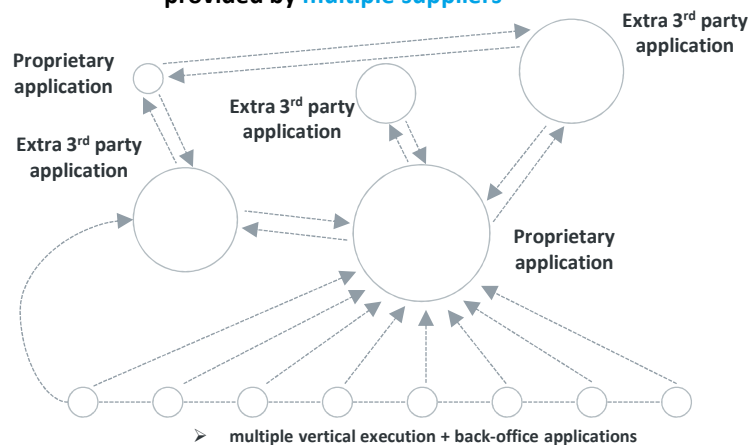 provided by multiple suppliers
Extra 3rd party
application
Proprietary
application
Extra 3rd party
application
Extra 3rd party
application
Proprietary
application
➢ multiple vertical execution + back-office applications